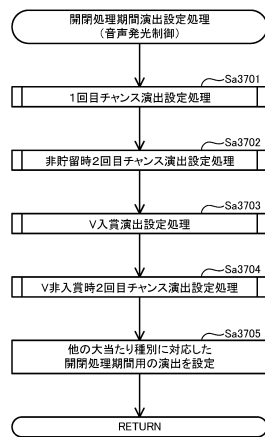 開閉処理期間演出設定処理
(音声発光制御)
Sa3701
1回目チャンス演出設定処理
Sa3702
非貯留時2回目チャンス演出設定処理
Sa3703
V入賞演出設定処理
Sa3704
V非入賞時2回目チャンス演出設定処理
Sa3705
他の大当たり種別に対応した
開閉処理期間用の演出を設定
RETURN